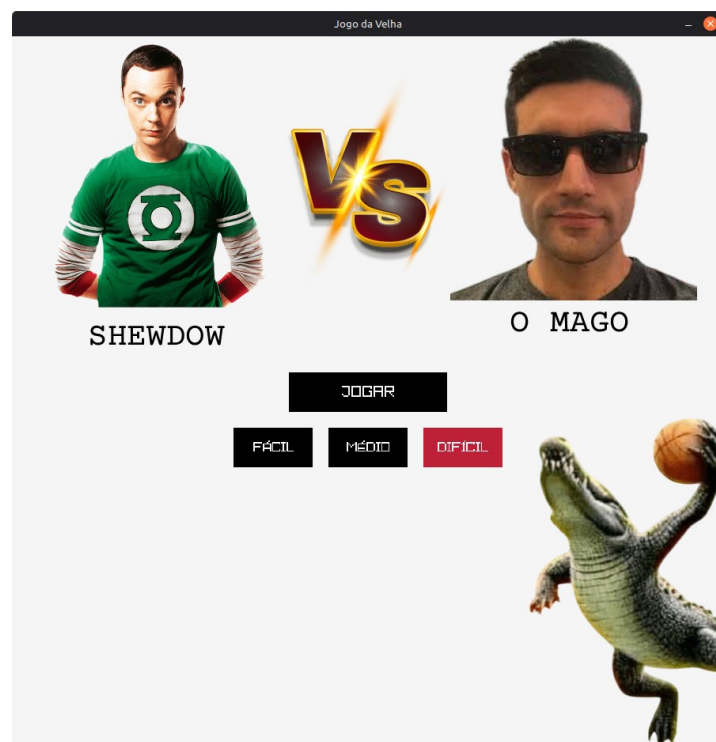 Jogo da Velha
VS
SHEWDOW
O MAGO
JOGAR
FÁCIL MÉDIO DIFÍCIL